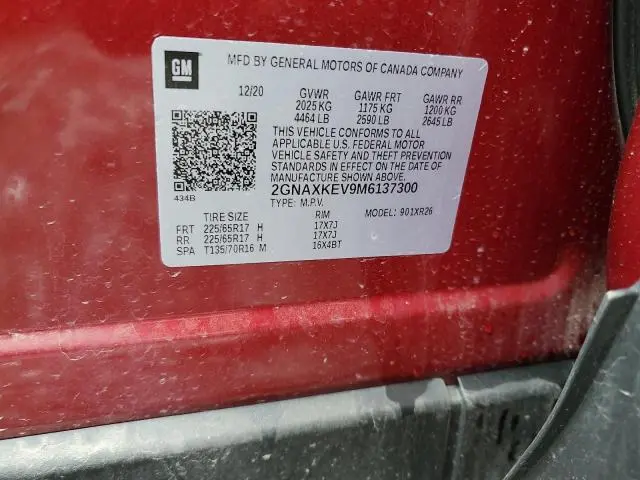 GM
MFD BY GENERAL MOTORS OF CANADA COMPANY
12/20 GVWR GAWR FRT GAWR RR
2025 KG 1175 KG 1200 KG
4464 LB 2590 LB 2645 LB
THIS VEHICLE CONFORMS TO ALL
APPLICABLE U.S. FEDERAL MOTOR
VEHICLE SAFETY AND THEFT PREVENTION
STANDARDS IN EFFECT ON THE DATE OF
MANUFACTURE SHOWN ABOVE.
2GNAXKEV9M6137300
434B TYPE: M.P.V. MODEL: 901XR26
TIRE SIZE RIM
FRT 225/65R17 H 17X7J
RR 225/65R17 H 17X7J
SPA T135/70R16 M 16X4BT